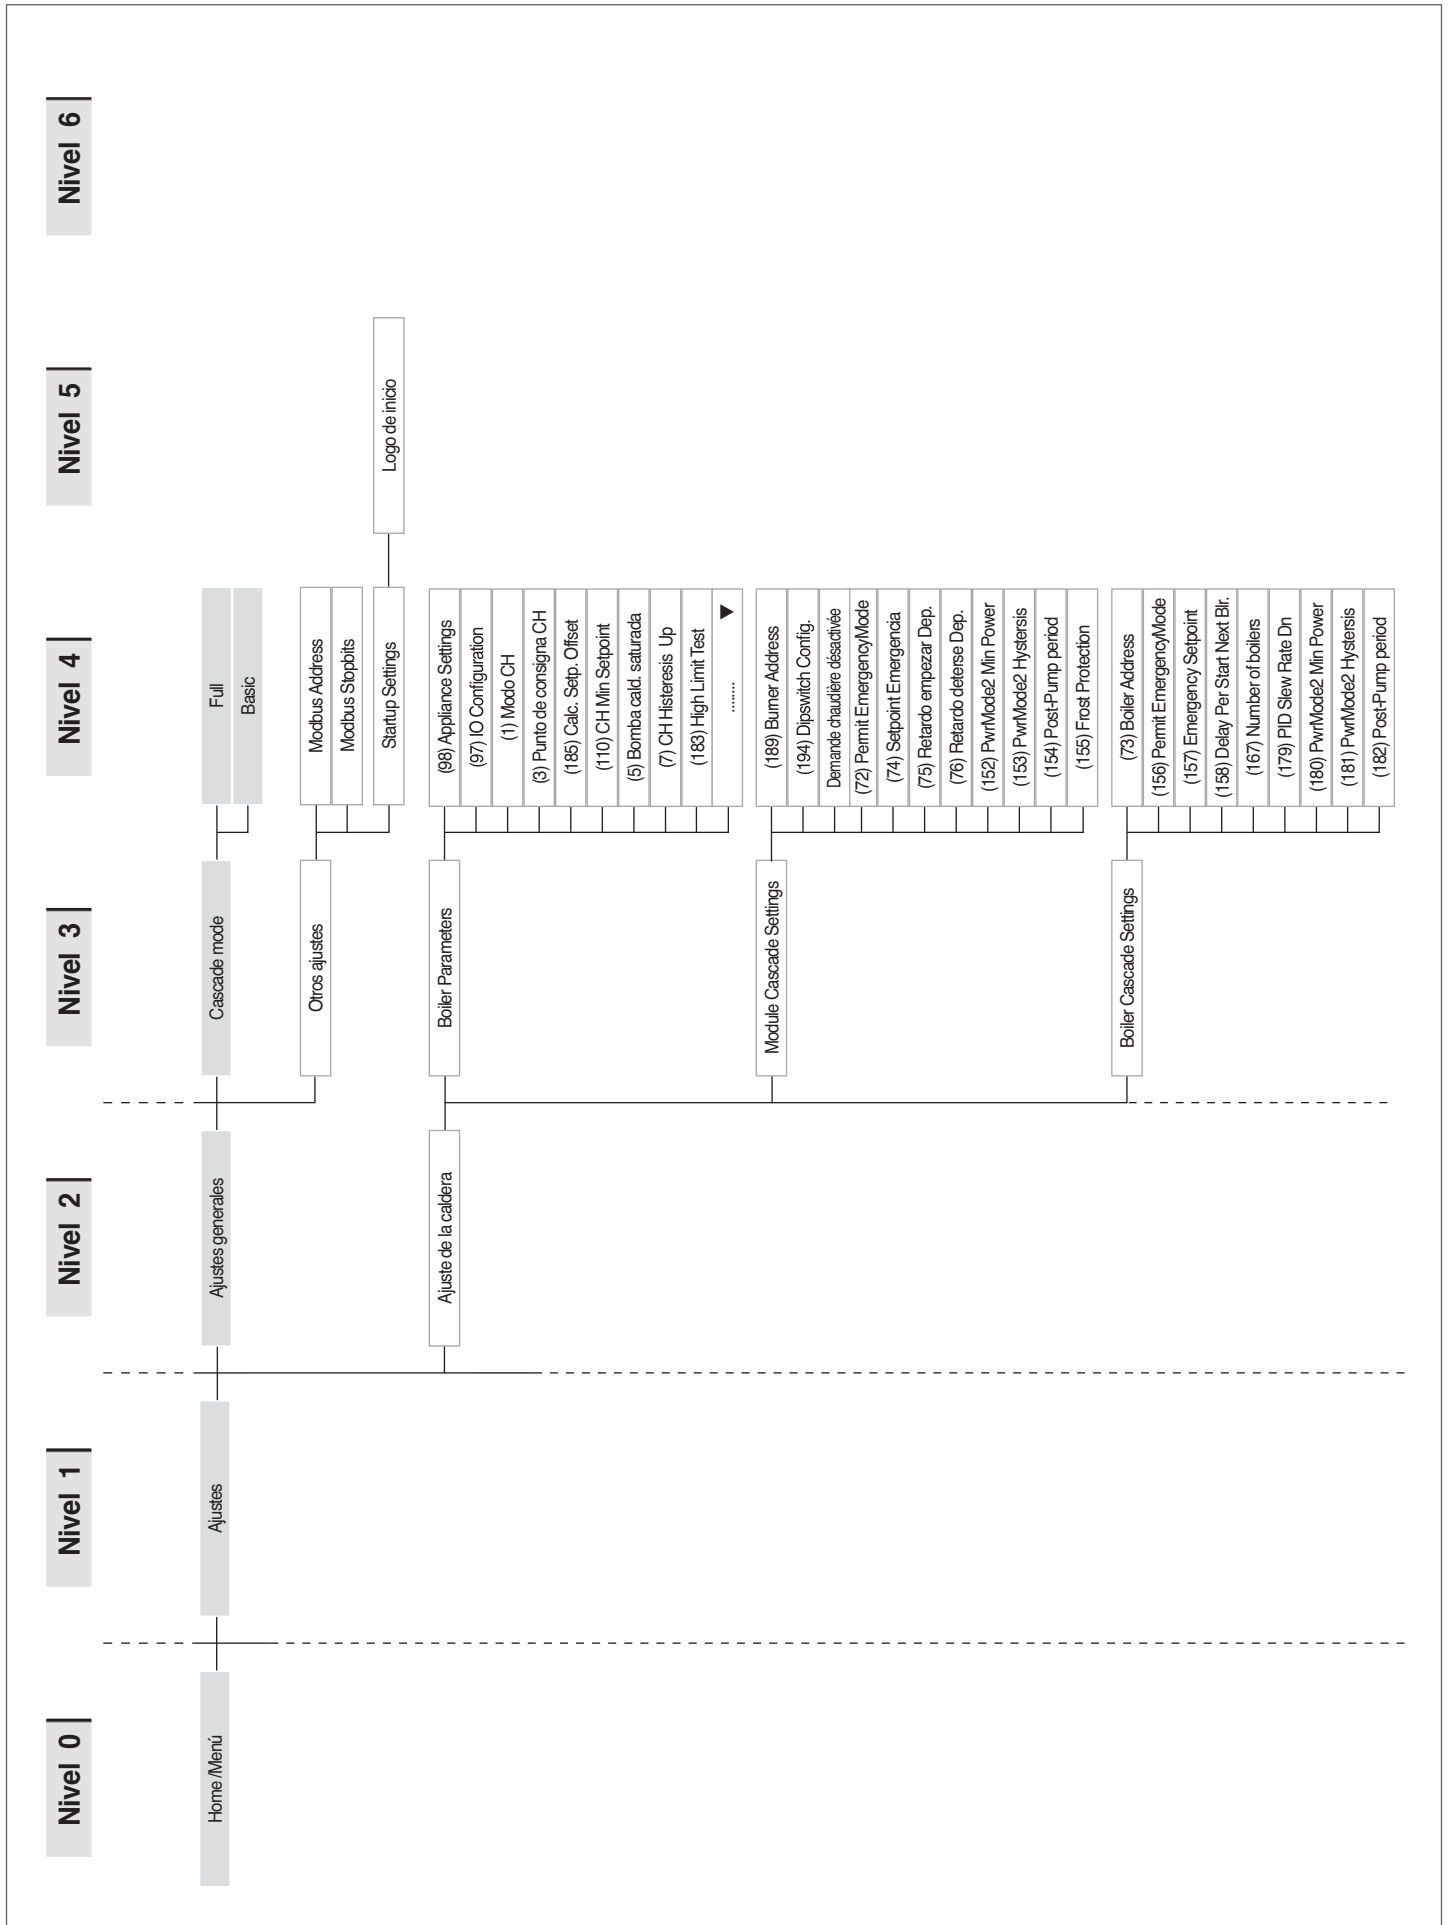 Nivel 0
Nivel 1
Nivel 2
Nivel 3
Nivel 4
Nivel 5
Nivel 6
Home /Menú
Ajustes
Ajustes generales
Cascade mode
Full
Basic
Otros ajustes
Modbus Address
Modbus Stopbits
Startup Settings
Logo de inicio
Ajuste de la caldera
Boiler Parameters
(98) Appliance Settings
(97) IO Configuration
(1) Modo CH
(3) Punto de consigna CH
(185) Calc. Setp. Offset
(110) CH Min Setpoint
(5) Bomba cald. saturada
(7) CH Histeresis Up
(183) High Limit Test
.........
Module Cascade Settings
(189) Burner Address
(194) Dipswitch Config.
Demande chaudière désactivée
(72) Permit EmergencyMode
(74) Setpoint Emergencia
(75) Retardo empezar Dep.
(76) Retardo deterse Dep.
(152) PwrMode2 Min Power
(153) PwrMode2 Hystersis
(154) Post-Pump period
(155) Frost Protection
Boiler Cascade Settings
(73) Boiler Address
(156) Permit EmergencyMode
(157) Emergency Setpoint
(158) Delay Per Start Next Blr.
(167) Number of boilers
(179) PID Slew Rate Dn
(180) PwrMode2 Min Power
(181) PwrMode2 Hystersis
(182) Post-Pump period